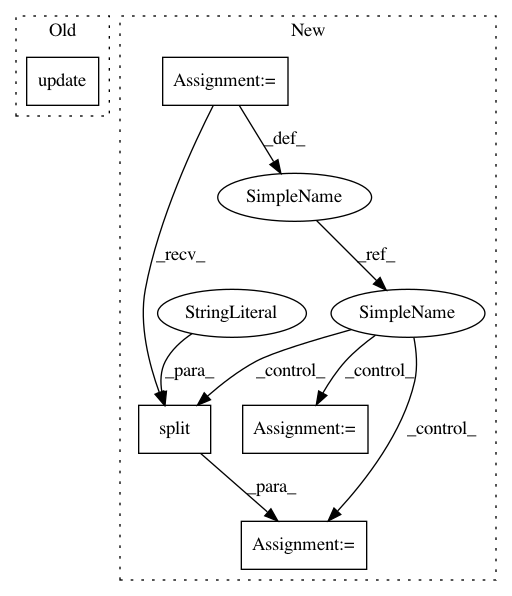 Old
New
update
Assignment:=
_def_
SimpleName
_recv_
_ref_
StringLiteral
SimpleName
_para_
_control_
_control_
_control_
split
Assignment:=
_para_
Assignment:=